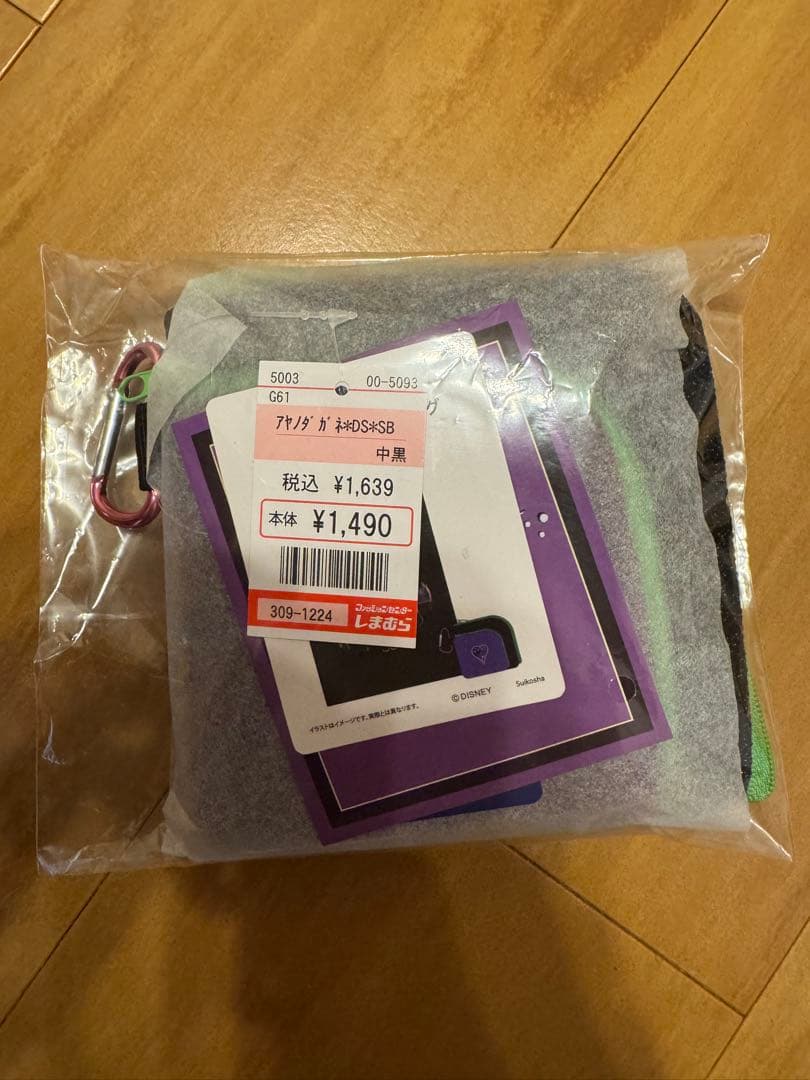 5003 00-5093
G61
グ
ｱﾔﾉﾀﾞｶﾞﾈ*DS*SB
中黒
税込 ¥1,639
本体 ¥1,490
309-1224 ファッションセンター
しまむら
©DISNEY Suikosha
イラストはイメージです。実際とは異なります。